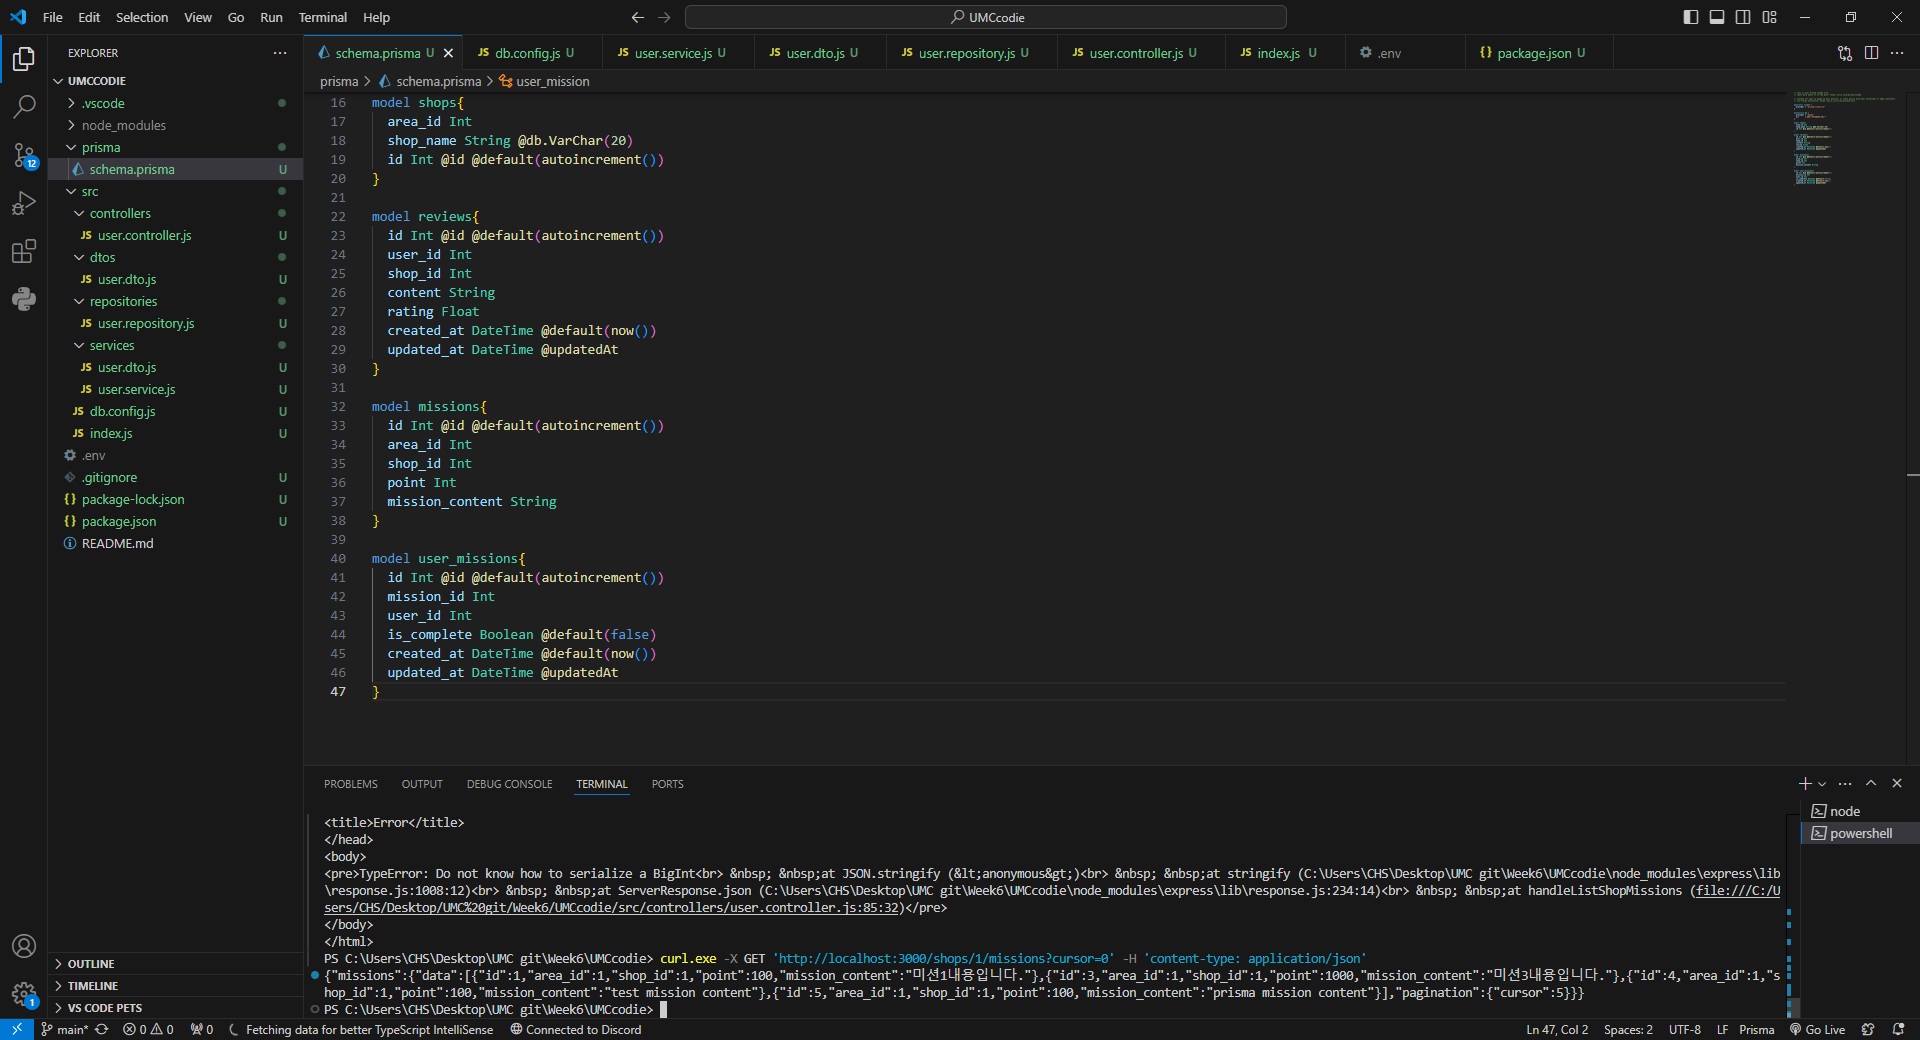 File Edit Selection View Go Run Terminal Help
UMCcodie
EXPLORER
UMCCODIE
.vscode
node_modules
prisma
schema.prisma U
src
controllers
JS user.controller.js U
dtos
JS user.dto.js U
repositories
JS user.repository.js U
services
JS user.dto.js U
JS user.service.js U
JS db.config.js U
JS index.js U
.env
.gitignore U
{} package-lock.json U
{} package.json U
README.md
OUTLINE
TIMELINE
VS CODE PETS
12
1
schema.prisma U JS db.config.js U JS user.service.js U JS user.dto.js U JS user.repository.js U JS user.controller.js U JS index.js U .env {} package.json U
prisma > schema.prisma > user_mission
16 model shops{
17 area_id Int
18 shop_name String @db.VarChar(20)
19 id Int @id @default(autoincrement())
20 }
21
22 model reviews{
23 id Int @id @default(autoincrement())
24 user_id Int
25 shop_id Int
26 content String
27 rating Float
28 created_at DateTime @default(now())
29 updated_at DateTime @updatedAt
30 }
31
32 model missions{
33 id Int @id @default(autoincrement())
34 area_id Int
35 shop_id Int
36 point Int
37 mission_content String
38 }
39
40 model user_missions{
41 id Int @id @default(autoincrement())
42 mission_id Int
43 user_id Int
44 is_complete Boolean @default(false)
45 created_at DateTime @default(now())
46 updated_at DateTime @updatedAt
47 }
PROBLEMS OUTPUT DEBUG CONSOLE TERMINAL PORTS
node
powershell
<title>Error</title>
</head>
<body>
<pre>TypeError: Do not know how to serialize a BigInt<br> &nbsp; &nbsp;at JSON.stringify (&lt;anonymous&gt;)<br> &nbsp; &nbsp;at stringify (C:\Users\CHS\Desktop\UMC git\Week6\UMCcodie\node_modules\express\lib
\response.js:1008:12)<br> &nbsp; &nbsp;at ServerResponse.json (C:\Users\CHS\Desktop\UMC git\Week6\UMCcodie\node_modules\express\lib\response.js:234:14)<br> &nbsp; &nbsp;at handleListShopMissions (file:///C:/U
sers/CHS/Desktop/UMC%20git/Week6/UMCcodie/src/controllers/user.controller.js:85:32)</pre>
</body>
</html>
PS C:\Users\CHS\Desktop\UMC git\Week6\UMCcodie> curl.exe -X GET 'http://localhost:3000/shops/1/missions?cursor=0' -H 'content-type: application/json'
{"missions":{"data":[{"id":1,"area_id":1,"shop_id":1,"point":100,"mission_content":"미션1내용입니다."},{"id":3,"area_id":1,"shop_id":1,"point":1000,"mission_content":"미션3내용입니다."},{"id":4,"area_id":1,"s
hop_id":1,"point":100,"mission_content":"test mission content"},{"id":5,"area_id":1,"shop_id":1,"point":100,"mission_content":"prisma mission content"}],"pagination":{"cursor":5}}}
PS C:\Users\CHS\Desktop\UMC git\Week6\UMCcodie>
main* 0 0 0 Fetching data for better TypeScript IntelliSense Connected to Discord Ln 47, Col 2 Spaces: 2 UTF-8 LF Prisma Go Live